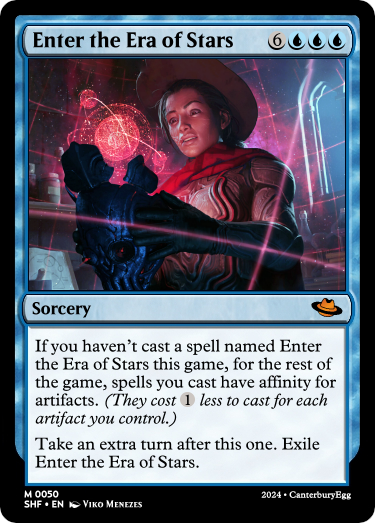 Enter the Era of Stars 6
Sorcery
If you haven't cast a spell named Enter
the Era of Stars this game, for the rest of
the game, spells you cast have affinity for
artifacts. (They cost 1 less to cast for each
artifact you control.)
Take an extra turn after this one. Exile
Enter the Era of Stars.
M 0050
SHF • EN Viko Menezes
2024 • CanterburyEgg